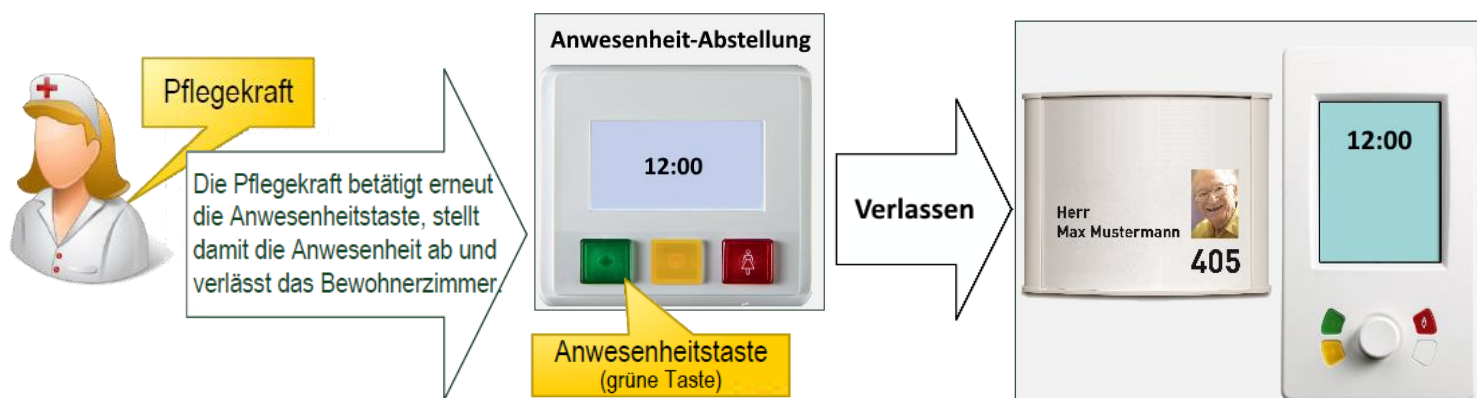 Pflegekraft
Die Pflegekraft betätigt erneut
die Anwesenheitstaste, stellt
damit die Anwesenheit ab und
verlässt das Bewohnerzimmer.
Anwesenheit-Abstellung
12:00
Anwesenheitstaste
(grüne Taste)
Verlassen
Herr
Max Mustermann
405
12:00